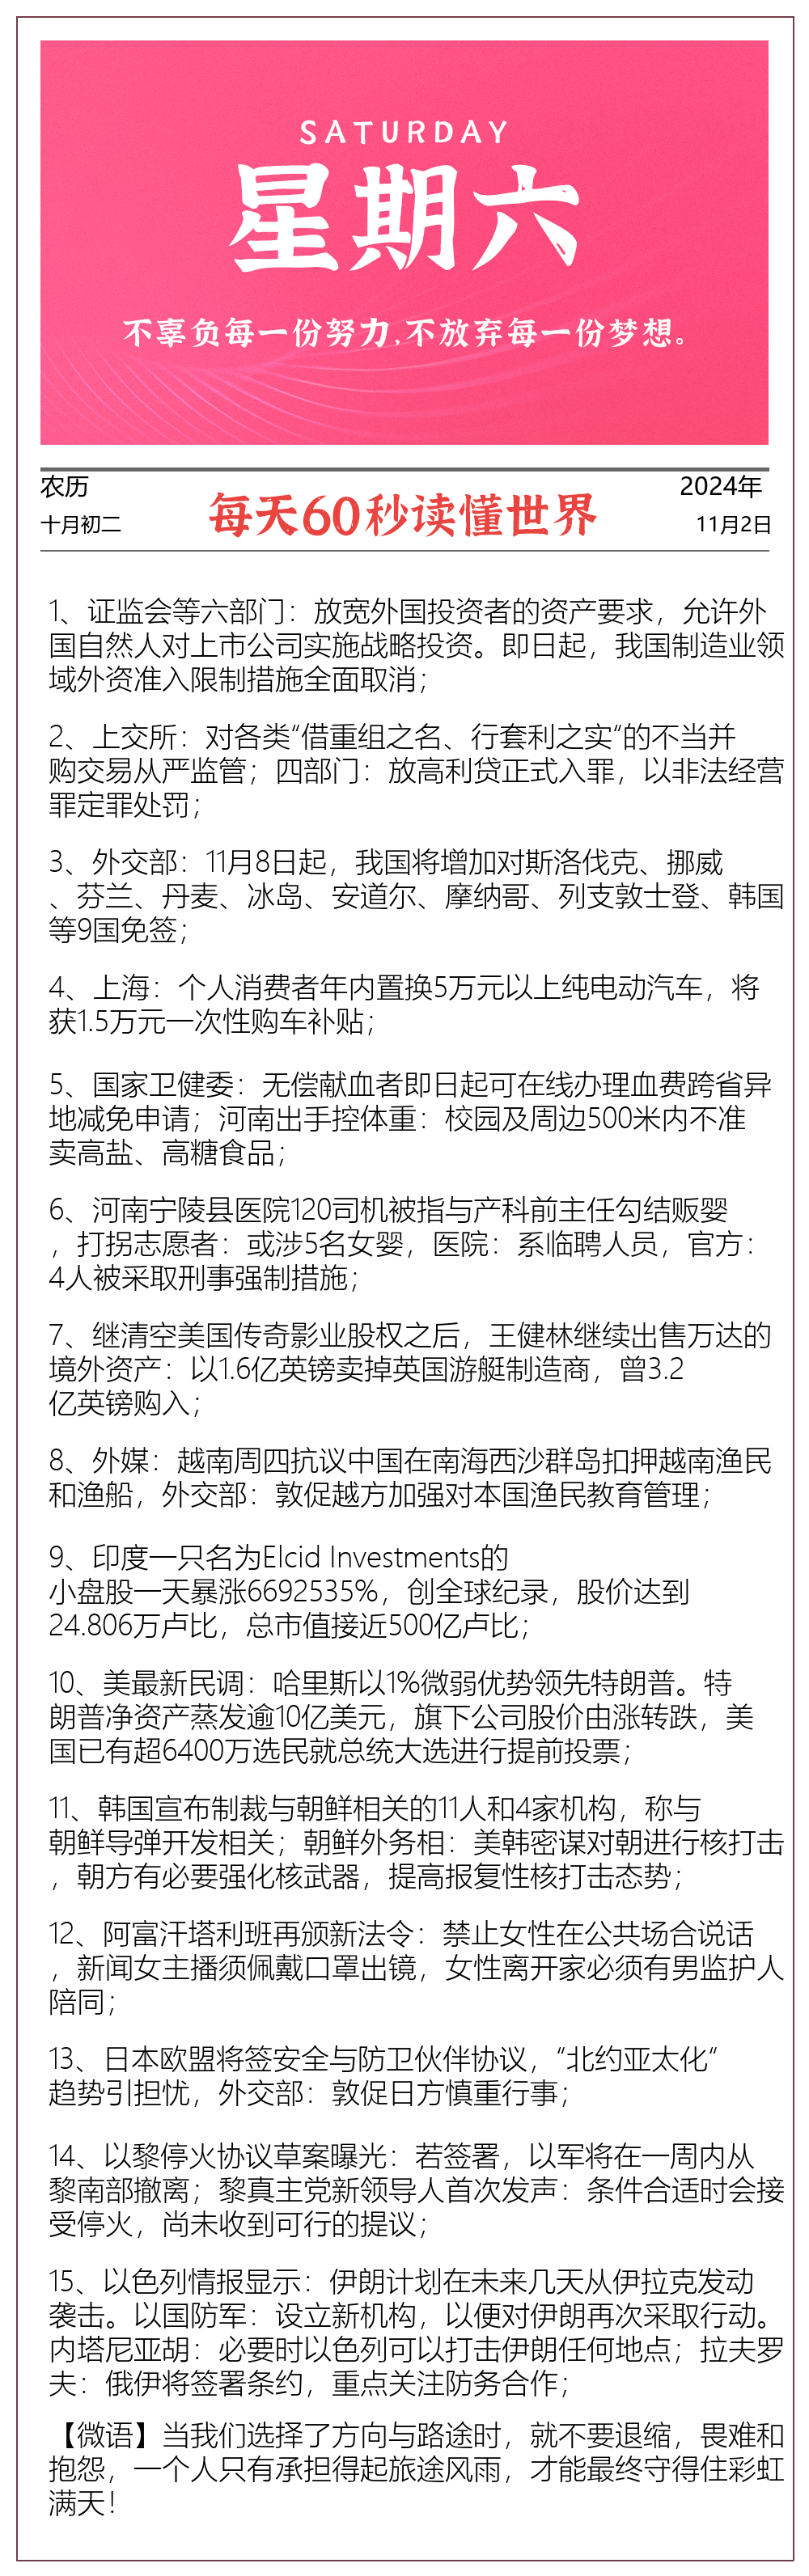 SATURDAY
星期六
不辜负每一份努力,不放弃每一份梦想。
农历
2024年
每天60秒读懂世界
十月初二
11月2日
1、证监会等六部门：放宽外国投资者的资产要求，允许外
国自然人对上市公司实施战略投资。即日起，我国制造业领
域外资准入限制措施全面取消；
2、上交所：对各类“借重组之名、行套利之实“的不当并
购交易从严监管；四部门：放高利贷正式入罪，以非法经营
罪定罪处罚；
3、外交部：11月8日起，我国将增加对斯洛伐克、挪威
、芬兰、丹麦、冰岛、安道尔、摩纳哥、列支敦士登、韩国
等9国免签；
4、上海：个人消费者年内置换5万元以上纯电动汽车，将
获1.5万元一次性购车补贴；
5、国家卫健委：无偿献血者即日起可在线办理血费跨省异
地减免申请；河南出手控体重：校园及周边500米内不准
卖高盐、高糖食品；
6、河南宁陵县医院120司机被指与产科前主任勾结贩婴
，打拐志愿者：或涉5名女婴，医院：系临聘人员，官方：
4人被采取刑事强制措施；
7、继清空美国传奇影业股权之后，王健林继续出售万达的
境外资产：以1.6亿英镑卖掉英国游艇制造商，曾3.2
亿英镑购入；
8、外媒：越南周四抗议中国在南海西沙群岛扣押越南渔民
和渔船，外交部：敦促越方加强对本国渔民教育管理；
9、印度一只名为Elcid Investments的
小盘股一天暴涨6692535%，创全球纪录，股价达到
24.806万卢比，总市值接近500亿卢比；
10、美最新民调：哈里斯以1%微弱优势领先特朗普。特
朗普净资产蒸发逾10亿美元，旗下公司股价由涨转跌，美
国已有超6400万选民就总统大选进行提前投票；
11、韩国宣布制裁与朝鲜相关的11人和4家机构，称与
朝鲜导弹开发相关；朝鲜外务相：美韩密谋对朝进行核打击
，朝方有必要强化核武器，提高报复性核打击态势；
12、阿富汗塔利班再颁新法令：禁止女性在公共场合说话
，新闻女主播须佩戴口罩出镜，女性离开家必须有男监护人
陪同；
13、日本欧盟将签安全与防卫伙伴协议，“北约亚太化“
趋势引担忧，外交部：敦促日方慎重行事；
14、以黎停火协议草案曝光：若签署，以军将在一周内从
黎南部撤离；黎真主党新领导人首次发声：条件合适时会接
受停火，尚未收到可行的提议；
15、以色列情报显示：伊朗计划在未来几天从伊拉克发动
袭击。以国防军：设立新机构，以便对伊朗再次采取行动。
内塔尼亚胡：必要时以色列可以打击伊朗任何地点；拉夫罗
夫：俄伊将签署条约，重点关注防务合作；
【微语】当我们选择了方向与路途时，就不要退缩，畏难和
抱怨，一个人只有承担得起旅途风雨，才能最终守得住彩虹
满天！